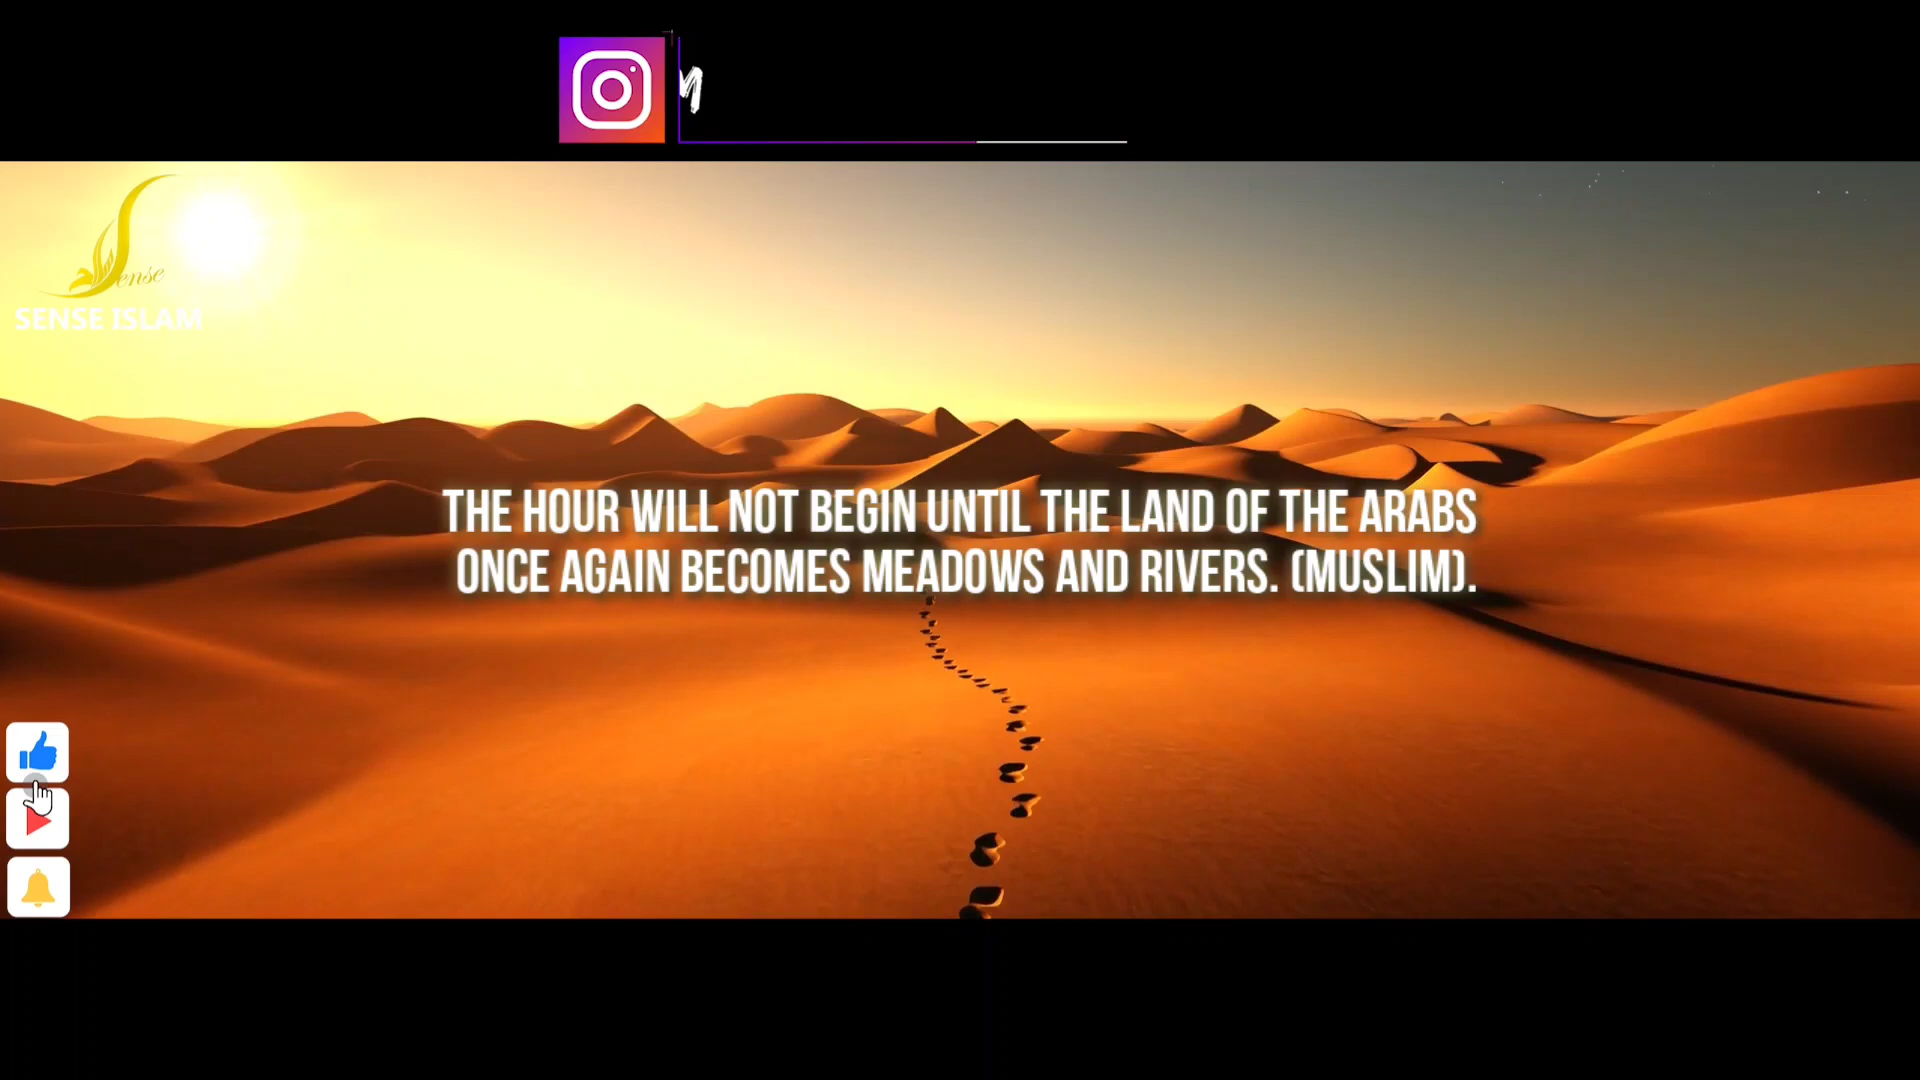 ense
SENSE ISLAM
THE HOUR WILL NOT BEGIN UNTIL THE LAND OF THE ARABS
ONCE AGAIN BECOMES MEADOWS AND RIVERS. (MUSLIM).